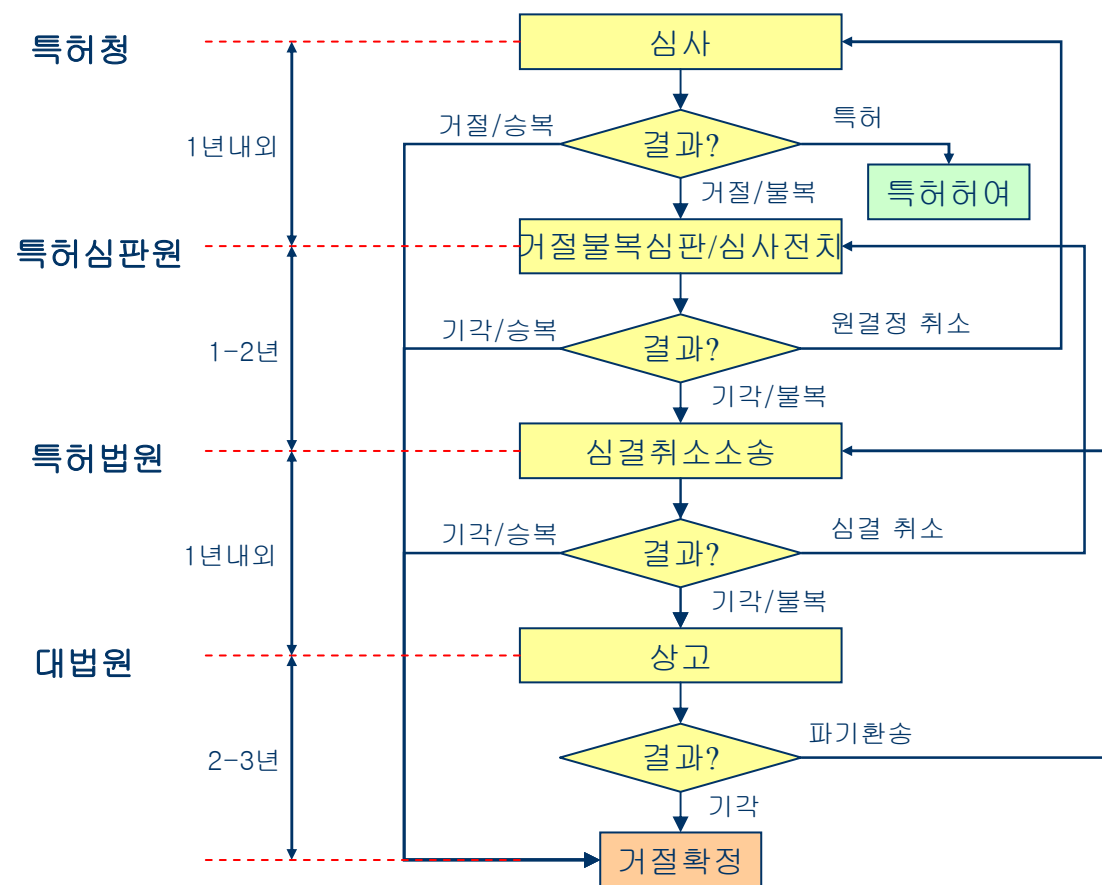 특허청
심사
거절/승복
특허
1년내외
결과?
거절/불복
특허허여
특허심판원
거절불복심판/심사전치
기각/승복
원결정 취소
1-2년
결과?
기각/불복
특허법원
심결취소소송
기각/승복
심결 취소
1년내외
결과?
기각/불복
대법원
상고
파기환송
2-3년
결과?
기각
거절확정